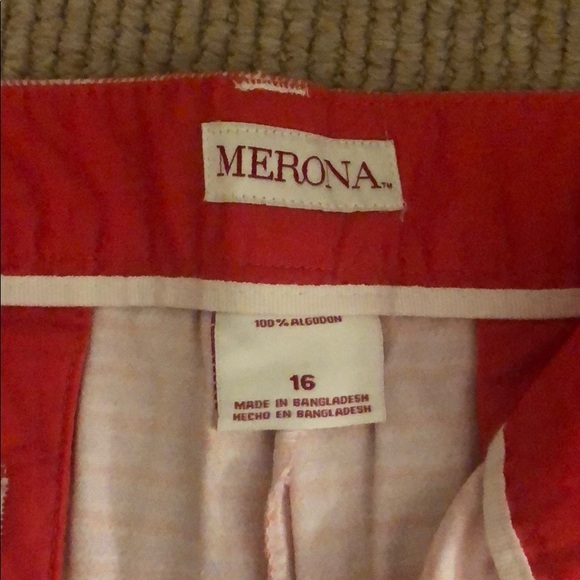 MERONA™
100% ALGODON
16
MADE IN BANGLADESH
HECHO EN BANGLADESH